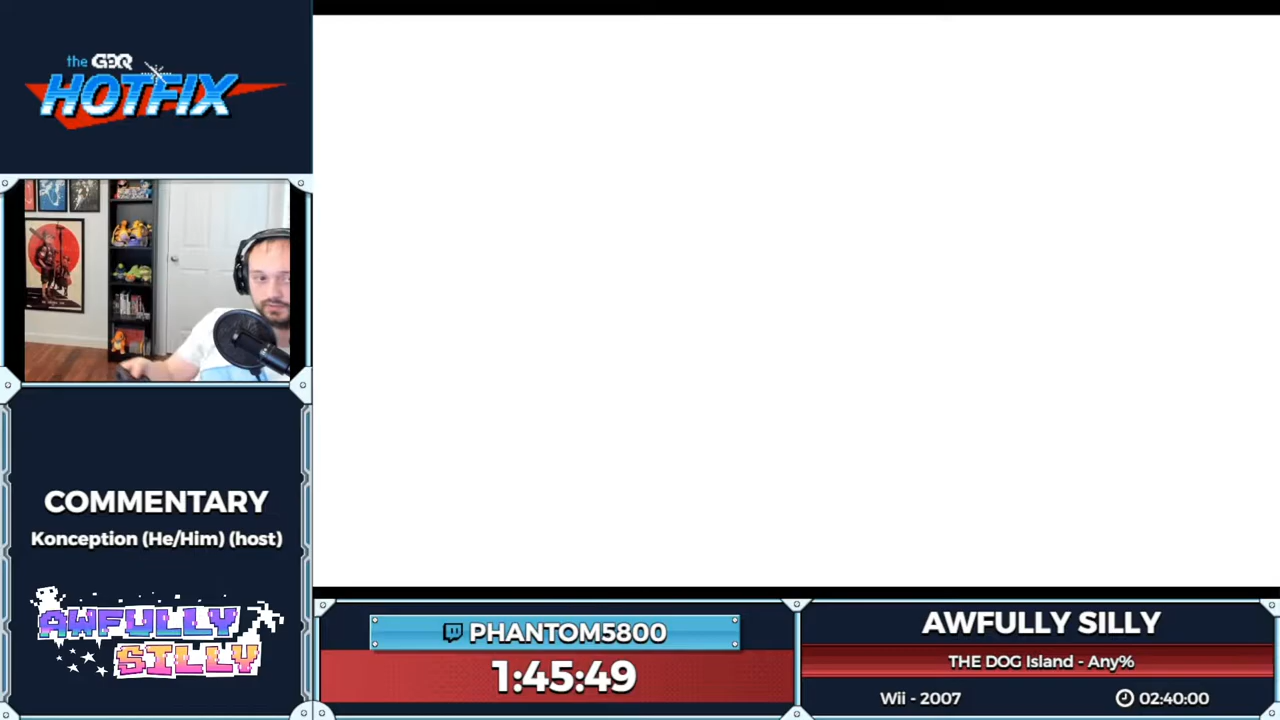 the GDQ
HOTFIX
COMMENTARY
Konception (He/Him) (host)
AWFULLY
SILLY
PHANTOM5800
1:45:49
AWFULLY SILLY
THE DOG Island - Any%
Wii - 2007
02:40:00